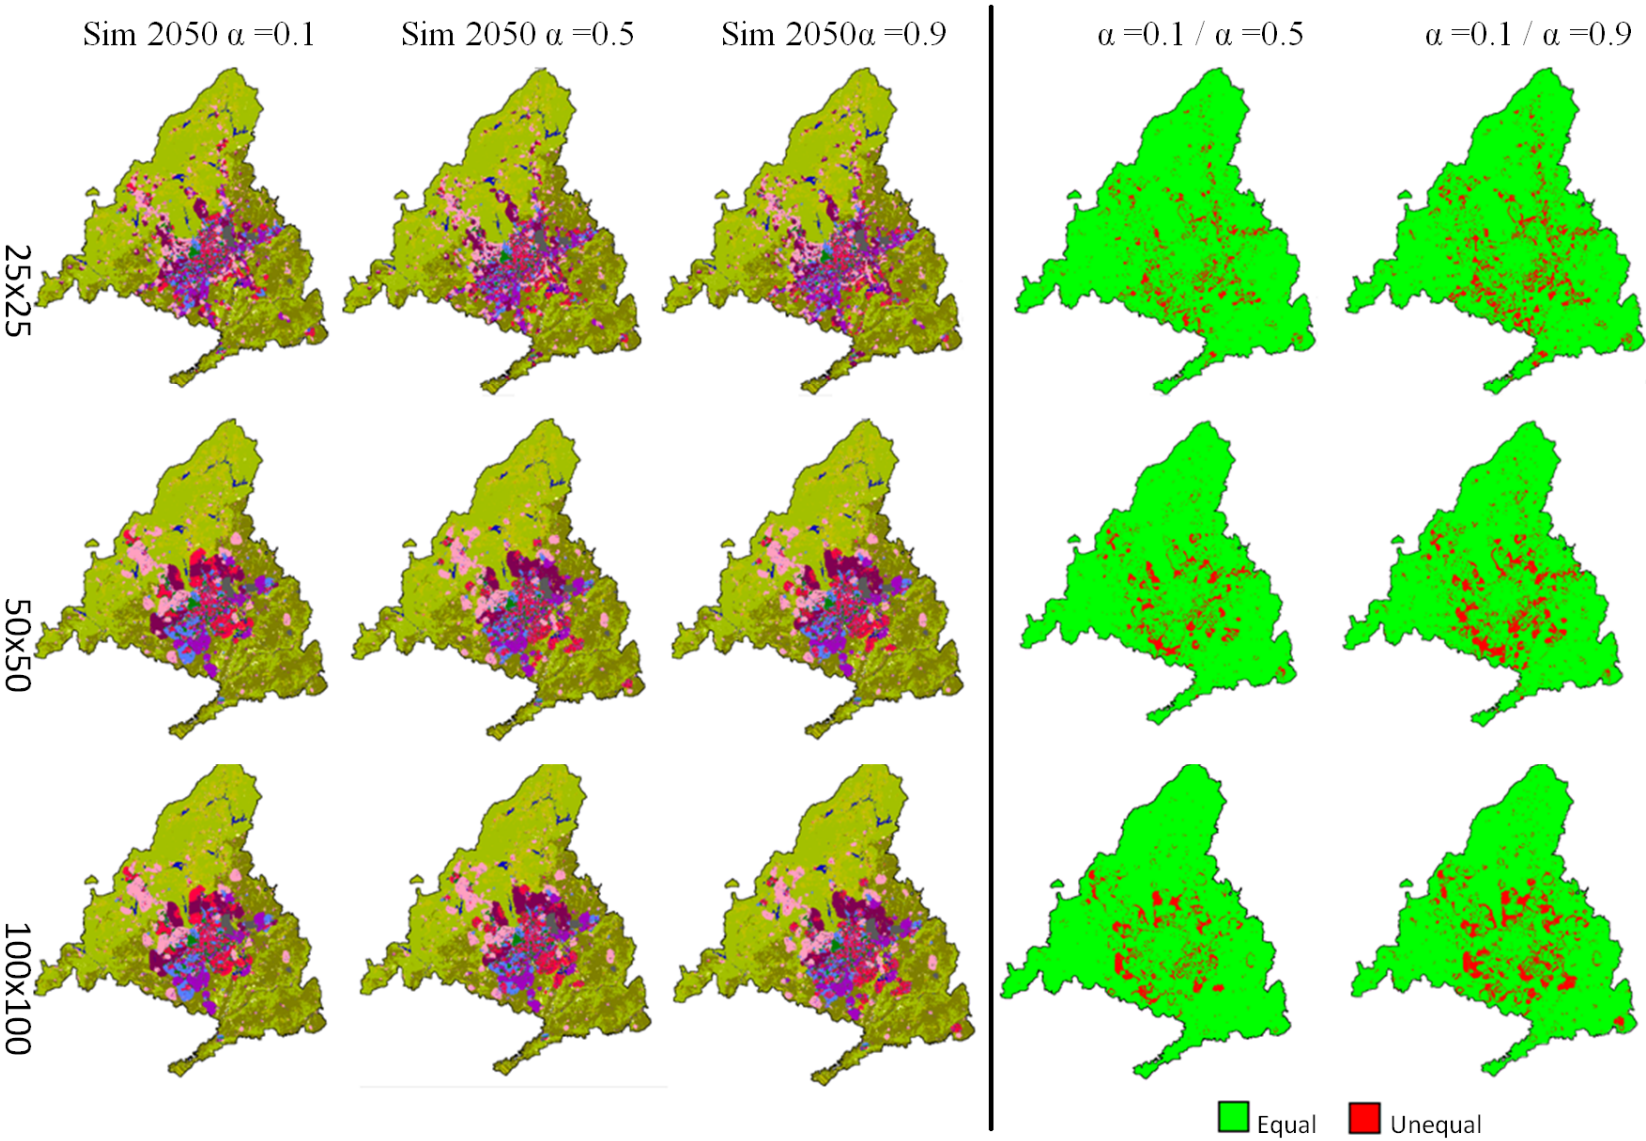 Sim 2050 α =0.1
Sim 2050 α =0.5
Sim 2050α =0.9
α =0.1 / α =0.5
α =0.1 / α =0.9
25x25
50x50
100x100
Equal
Unequal